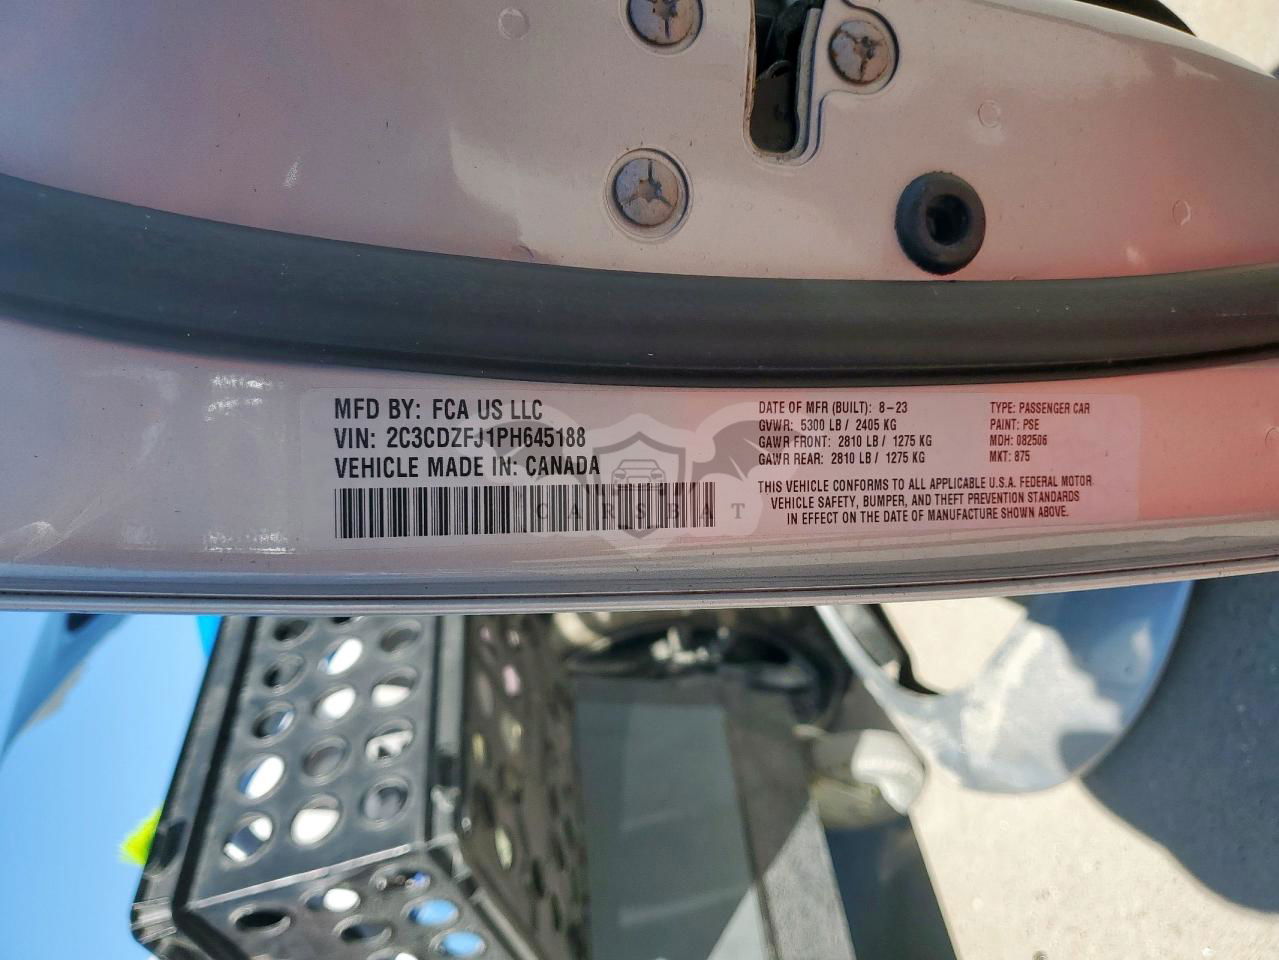 MFD BY: FCA US LLC
VIN: 2C3CDZFJ1PH645188
VEHICLE MADE IN: CANADA
DATE OF MFR (BUILT): 8-23
GVWR: 5300 LB / 2405 KG
GAWR FRONT: 2810 LB / 1275 KG
GAWR REAR: 2810 LB / 1275 KG
TYPE: PASSENGER CAR
PAINT: PSE
MDH: 082506
MKT: 875
THIS VEHICLE CONFORMS TO ALL APPLICABLE U.S.A. FEDERAL MOTOR
VEHICLE SAFETY, BUMPER, AND THEFT PREVENTION STANDARDS
IN EFFECT ON THE DATE OF MANUFACTURE SHOWN ABOVE.
CARSBAT